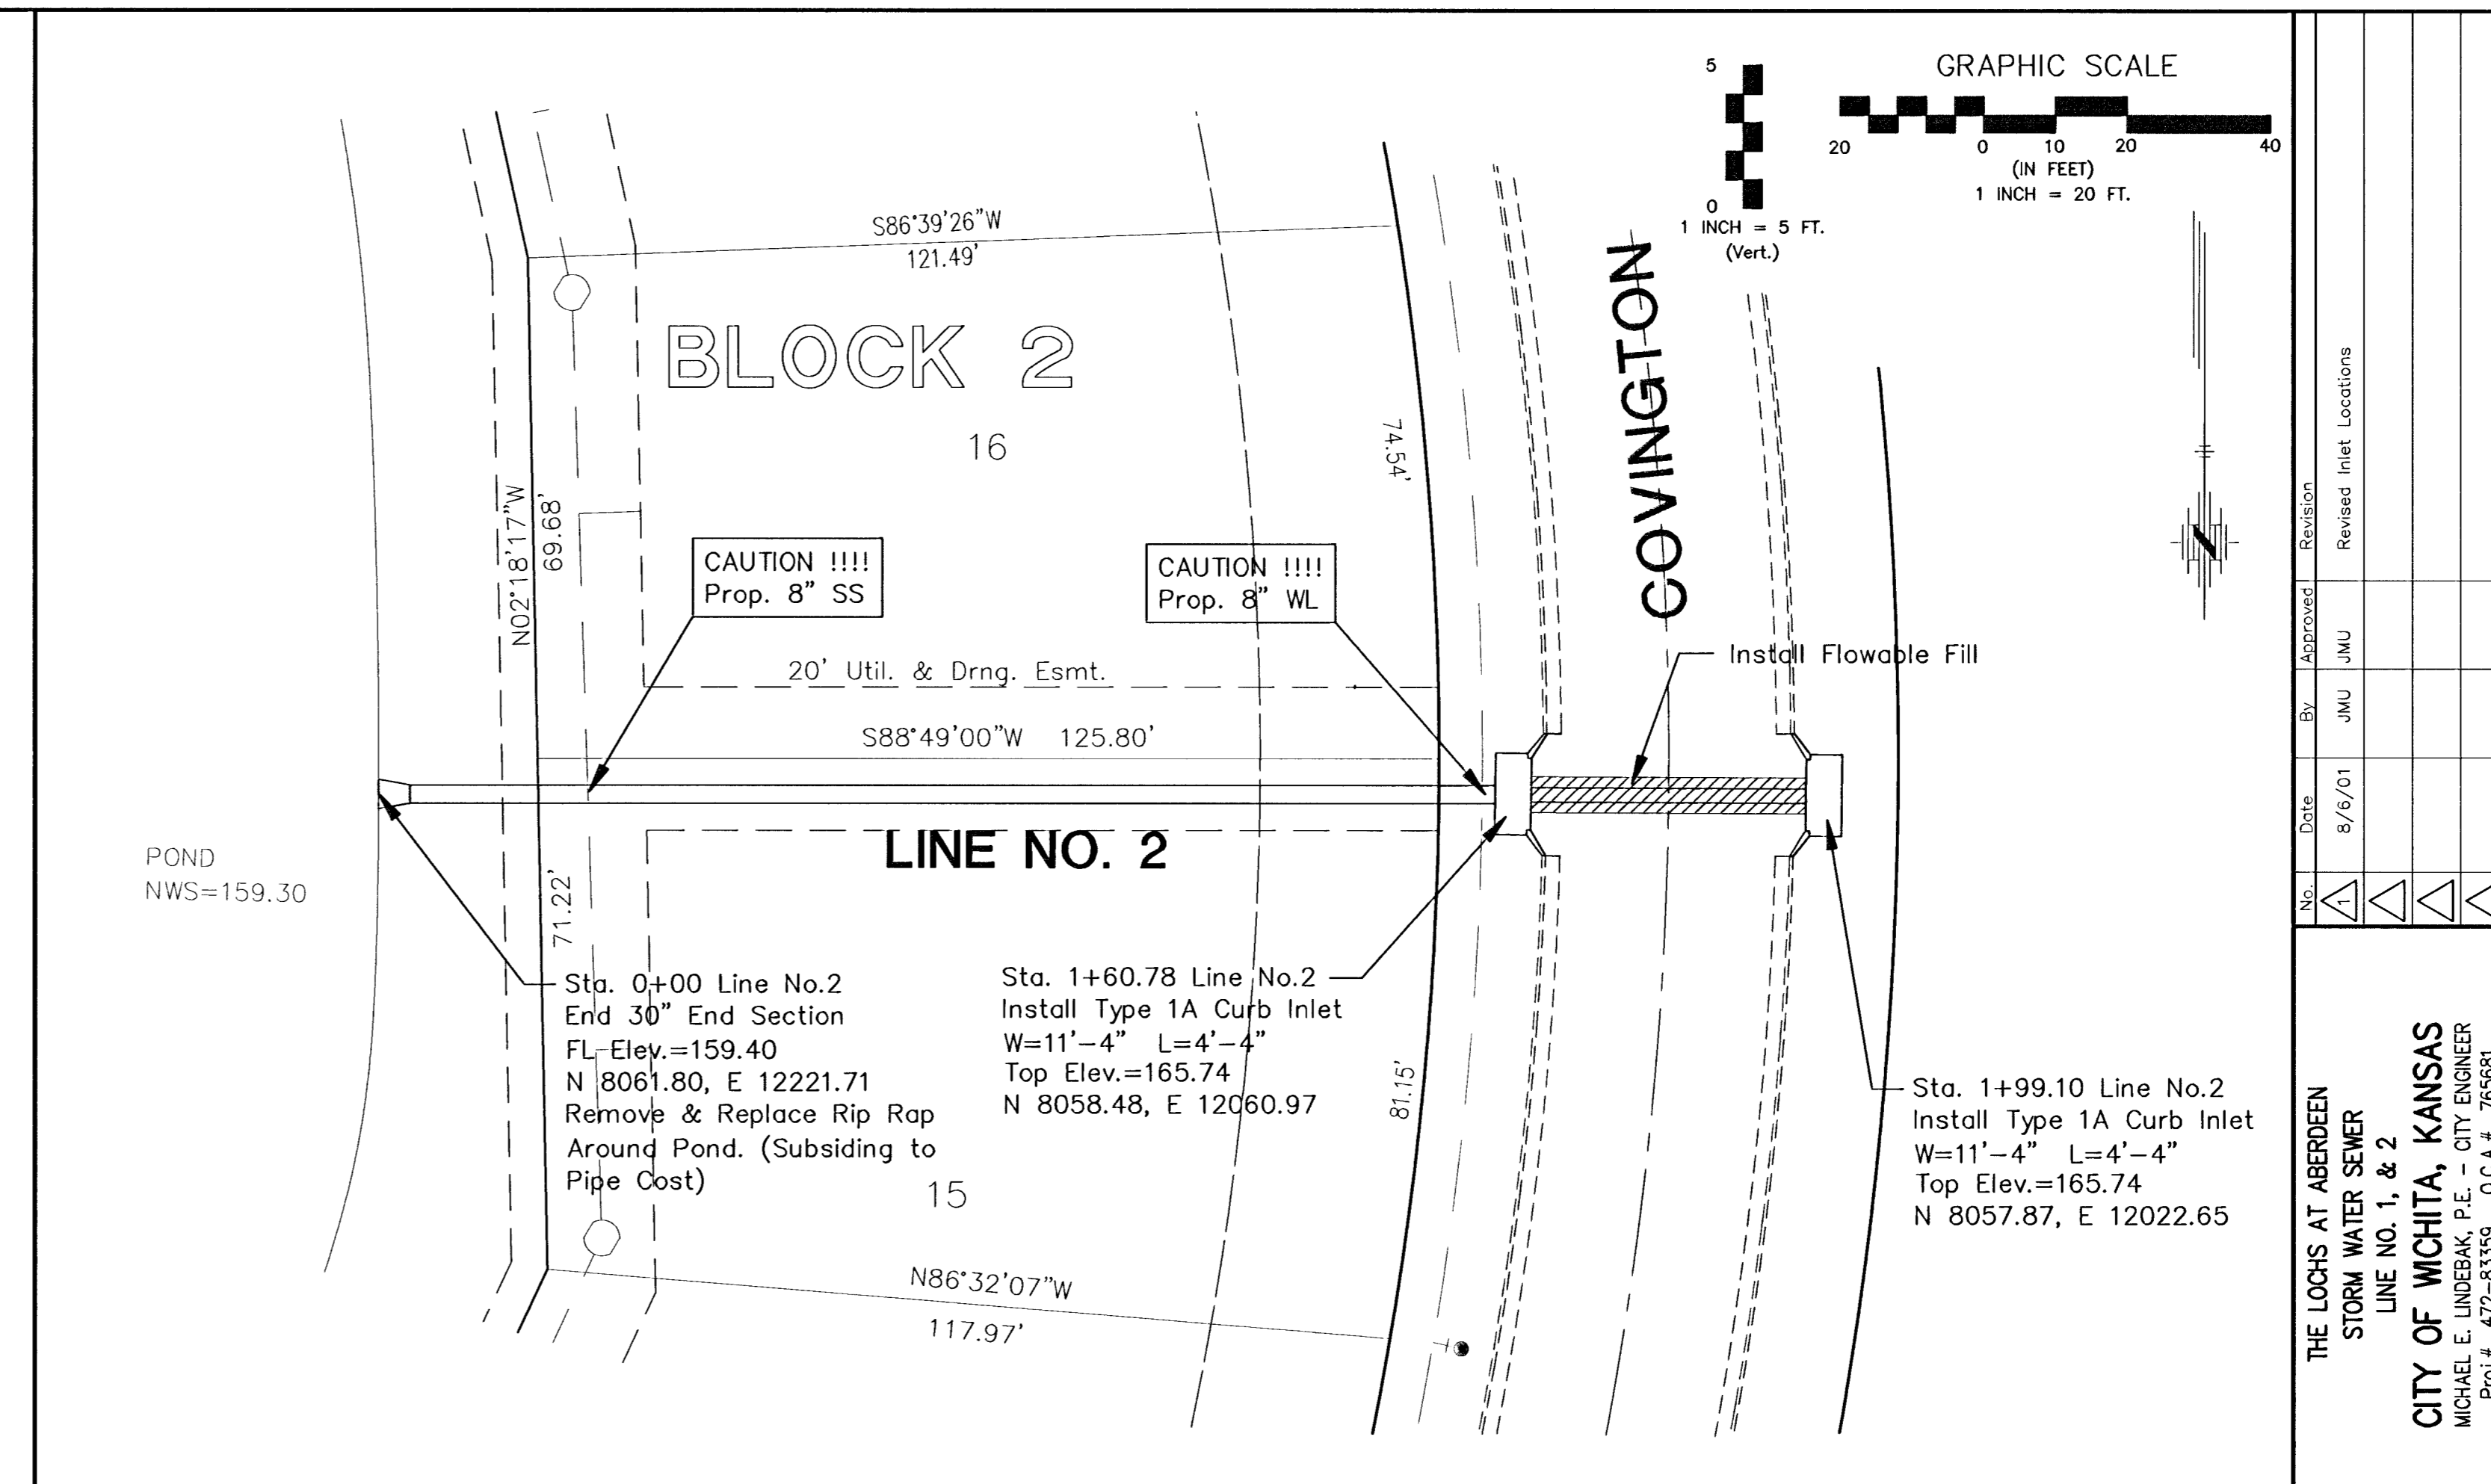 GRAPHIC SCALE
5
0
1 INCH = 5 FT.
(Vert.)
20 0 10 20 40
(IN FEET)
1 INCH = 20 FT.
S86°39'26"W
121.49'
BLOCK 2
16
74.54'
COVINGTON
N02°18'17"W
69.68'
CAUTION !!!!
Prop. 8" SS
CAUTION !!!!
Prop. 8" WL
Install Flowable Fill
20' Util. & Drng. Esmt.
S88°49'00"W 125.80'
LINE NO. 2
POND
NWS=159.30
71.22'
Sta. 0+00 Line No.2
End 30" End Section
FL Elev.=159.40
N 8061.80, E 12221.71
Remove & Replace Rip Rap
Around Pond. (Subsiding to
Pipe Cost)
Sta. 1+60.78 Line No.2
Install Type 1A Curb Inlet
W=11'-4" L=4'-4"
Top Elev.=165.74
N 8058.48, E 12060.97
81.15'
Sta. 1+99.10 Line No.2
Install Type 1A Curb Inlet
W=11'-4" L=4'-4"
Top Elev.=165.74
N 8057.87, E 12022.65
15
N86°32'07"W
117.97'
No. Date By Approved Revision
1 8/6/01 JMU JMU Revised Inlet Locations
THE LOCHS AT ABERDEEN
STORM WATER SEWER
LINE NO. 1, & 2
CITY OF WICHITA, KANSAS
MICHAEL E. LINDEBAK, P.E. - CITY ENGINEER
Proj.# 472-83359 O.C.A.# 765681